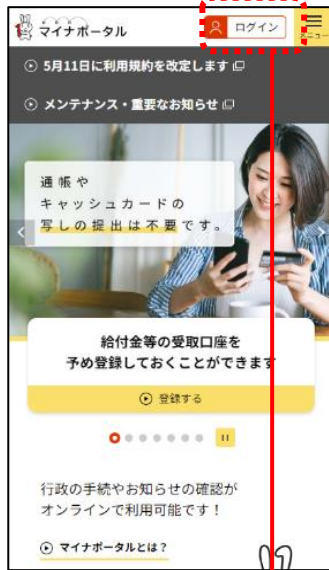 マイナポータル
ログイン
メニュー
5月11日に利用規約を改定します
メンテナンス・重要なお知らせ
通帳や
キャッシュカードの
写しの提出は不要です。
給付金等の受取口座を
予め登録しておくことができます
登録する
行政の手続やお知らせの確認が
オンラインで利用可能です！
マイナポータルとは？